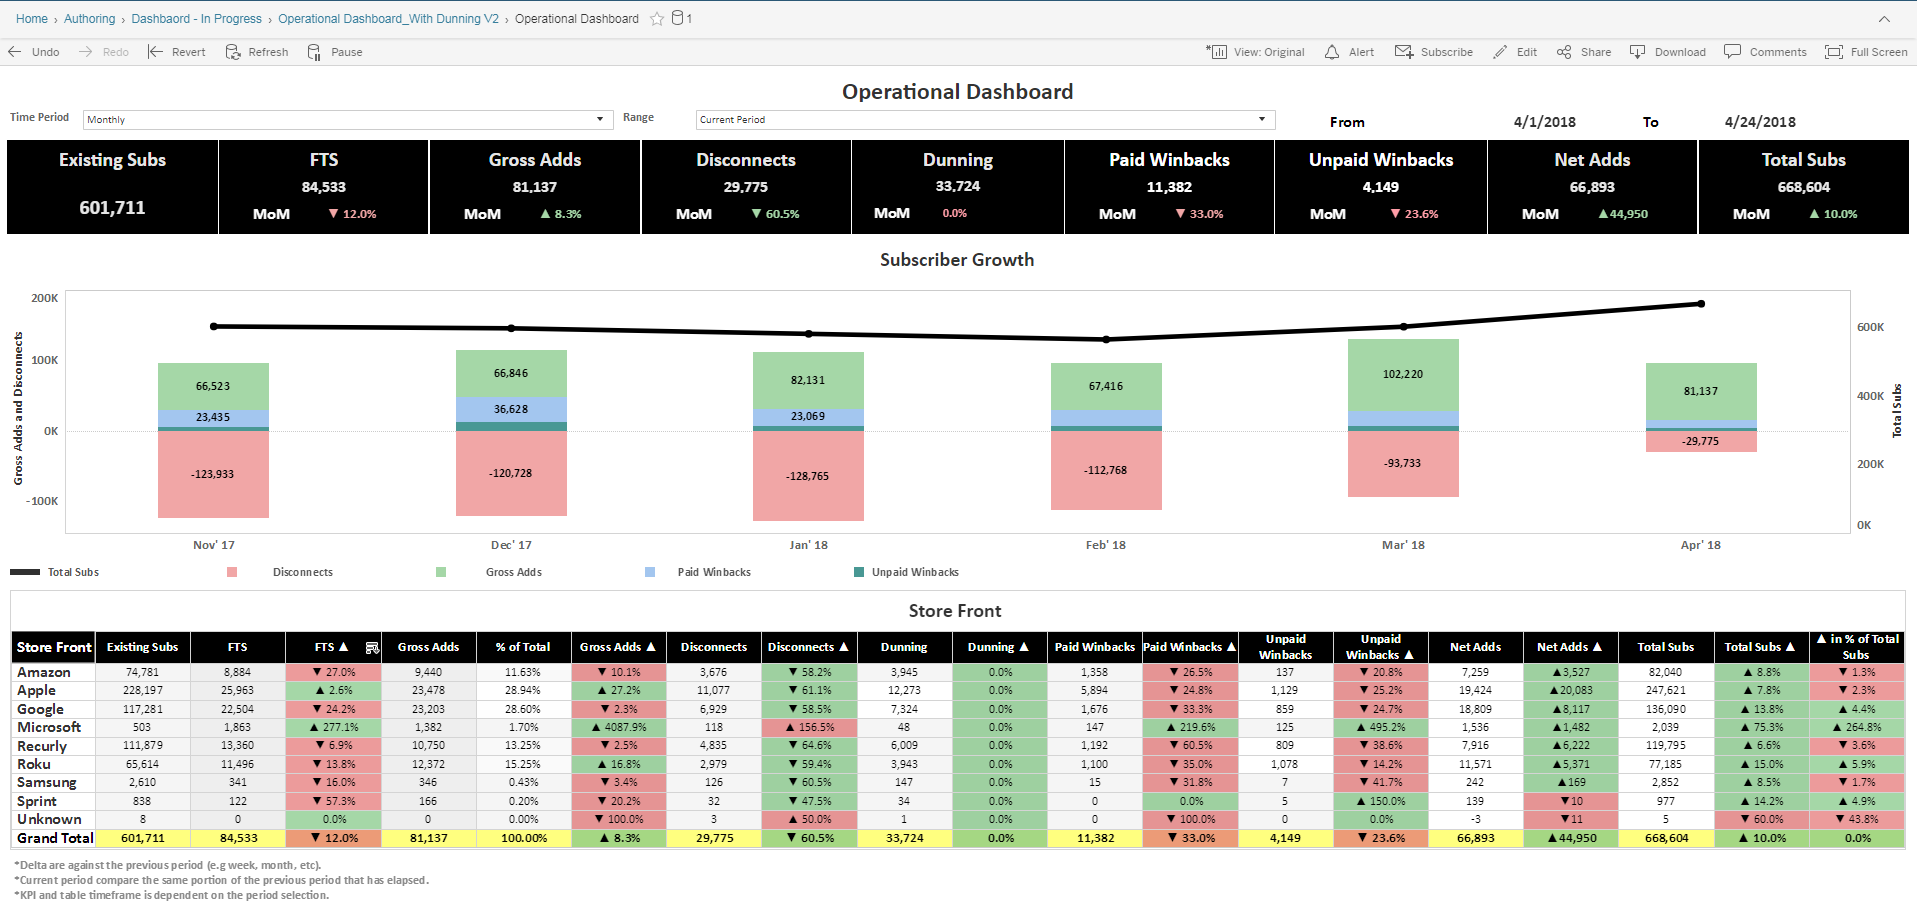 Home › Authoring › Dashbaord - In Progress › Operational Dashboard_With Dunning V2 › Operational Dashboard 1
Undo Redo Revert Refresh Pause View: Original Alert Subscribe Edit Share Download Comments Full Screen
Operational Dashboard
Time Period Monthly Range Current Period From 4/1/2018 To 4/24/2018
Existing Subs FTS Gross Adds Disconnects Dunning Paid Winbacks Unpaid Winbacks Net Adds Total Subs
601,711 84,533 81,137 29,775 33,724 11,382 4,149 66,893 668,604
MoM ▼ 12.0% MoM ▲ 8.3% MoM ▼ 60.5% MoM 0.0% MoM ▼ 33.0% MoM ▼ 23.6% MoM ▲44,950 MoM ▲ 10.0%
Subscriber Growth
Gross Adds and Disconnects
200K
100K
0K
-100K
66,523 66,846 82,131 67,416 102,220 81,137
23,435 36,628 23,069
-123,933 -120,728 -128,765 -112,768 -93,733 -29,775
600K
400K
200K
0K
Total Subs
Nov' 17 Dec' 17 Jan' 18 Feb' 18 Mar' 18 Apr' 18
Total Subs Disconnects Gross Adds Paid Winbacks Unpaid Winbacks
Store Front
Store Front Existing Subs FTS FTS ▲ Gross Adds % of Total Gross Adds ▲ Disconnects Disconnects ▲ Dunning Dunning ▲ Paid Winbacks Paid Winbacks ▲ Unpaid Winbacks Unpaid Winbacks ▲ Net Adds Net Adds ▲ Total Subs Total Subs ▲ ▲ in % of Total Subs
Amazon 74,781 8,884 ▼ 27.0% 9,440 11.63% ▼ 10.1% 3,676 ▼ 58.2% 3,945 0.0% 1,358 ▼ 26.5% 137 ▼ 20.8% 7,259 ▲3,527 82,040 ▲ 8.8% ▼ 1.3%
Apple 228,197 25,963 ▲ 2.6% 23,478 28.94% ▲ 27.2% 11,077 ▼ 61.1% 12,273 0.0% 5,894 ▼ 24.8% 1,129 ▼ 25.2% 19,424 ▲20,083 247,621 ▲ 7.8% ▼ 2.3%
Google 117,281 22,504 ▼ 24.2% 23,203 28.60% ▼ 2.3% 6,929 ▼ 58.5% 7,324 0.0% 1,676 ▼ 33.3% 859 ▼ 24.7% 18,809 ▲8,117 136,090 ▲ 13.8% ▲ 4.4%
Microsoft 503 1,863 ▲ 277.1% 1,382 1.70% ▲ 4087.9% 118 ▲ 156.5% 48 0.0% 147 ▲ 219.6% 125 ▲ 495.2% 1,536 ▲1,482 2,039 ▲ 75.3% ▲ 264.8%
Recurly 111,879 13,360 ▼ 6.9% 10,750 13.25% ▼ 2.5% 4,835 ▼ 64.6% 6,009 0.0% 1,192 ▼ 60.5% 809 ▼ 38.6% 7,916 ▲6,222 119,795 ▲ 6.6% ▼ 3.6%
Roku 65,614 11,496 ▼ 13.8% 12,372 15.25% ▲ 16.8% 2,979 ▼ 59.4% 3,943 0.0% 1,100 ▼ 35.0% 1,078 ▼ 14.2% 11,571 ▲5,371 77,185 ▲ 15.0% ▲ 5.9%
Samsung 2,610 341 ▼ 16.0% 346 0.43% ▼ 3.4% 126 ▼ 60.5% 147 0.0% 15 ▼ 31.8% 7 ▼ 41.7% 242 ▲169 2,852 ▲ 8.5% ▼ 1.7%
Sprint 838 122 ▼ 57.3% 166 0.20% ▼ 20.2% 32 ▼ 47.5% 34 0.0% 0 0.0% 5 ▲ 150.0% 139 ▼10 977 ▲ 14.2% ▲ 4.9%
Unknown 8 0 0.0% 0 0.00% ▼ 100.0% 3 ▲ 50.0% 1 0.0% 0 ▼ 100.0% 0 0.0% -3 ▼11 5 ▼ 60.0% ▼ 43.8%
Grand Total 601,711 84,533 ▼ 12.0% 81,137 100.00% ▲ 8.3% 29,775 ▼ 60.5% 33,724 0.0% 11,382 ▼ 33.0% 4,149 ▼ 23.6% 66,893 ▲44,950 668,604 ▲ 10.0% 0.0%
*Delta are against the previous period (e.g week, month, etc).
*Current period compare the same portion of the previous period that has elapsed.
*KPI and table timeframe is dependent on the period selection.